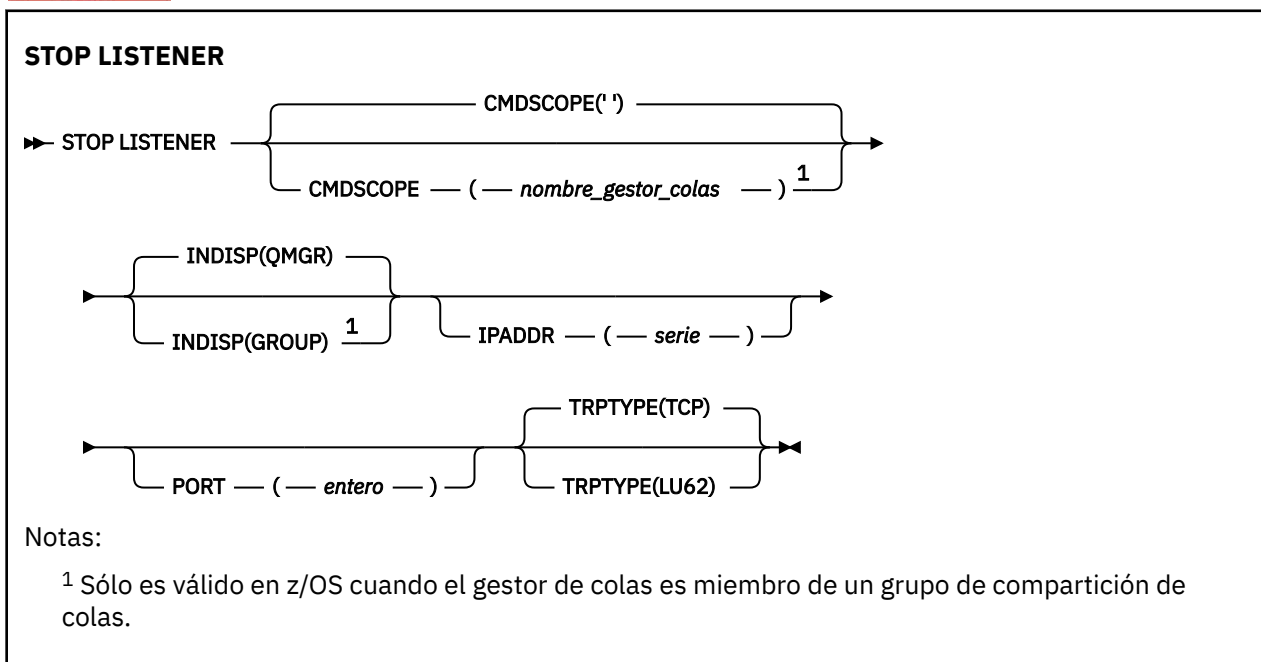 STOP LISTENER
CMDSCOPE(' ')
STOP LISTENER
CMDSCOPE ( nombre_gestor_colas ) 1
INDISP(QMGR)
INDISP(GROUP) 1
IPADDR ( serie )
TRPTYPE(TCP)
PORT ( entero )
TRPTYPE(LU62)
Notas:
1 Sólo es válido en z/OS cuando el gestor de colas es miembro de un grupo de compartición de
colas.